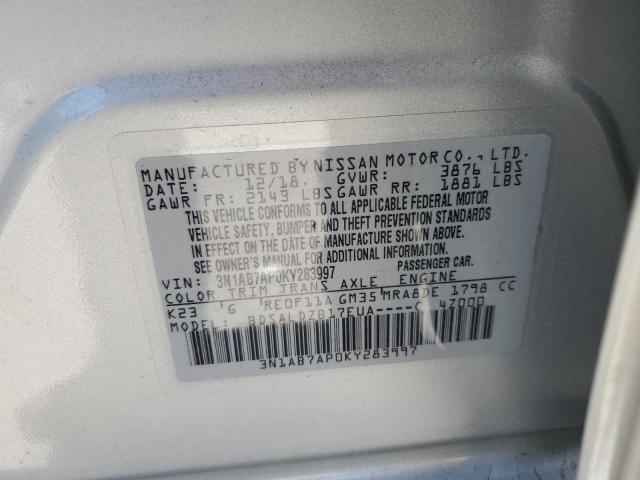 MANUFACTURED BY NISSAN MOTOR CO., LTD.
DATE: 12/18 GVWR: 3876 LBS
GAWR FR: 2143 LBS GAWR RR: 1881 LBS
THIS VEHICLE CONFORMS TO ALL APPLICABLE FEDERAL MOTOR
VEHICLE SAFETY, BUMPER AND THEFT PREVENTION STANDARDS
IN EFFECT ON THE DATE OF MANUFACTURE SHOWN ABOVE.
SEE OWNER'S MANUAL FOR ADDITIONAL INFORMATION.
VIN: 3N1AB7AP0KY283997 PASSENGER CAR.
COLOR TRIM TRANS AXLE ENGINE
K23 G RE0F11A GM35 MRA8DE 1798 CC
MODEL: BDSALDZB17EUA----C 47000
3N1AB7AP0KY283997